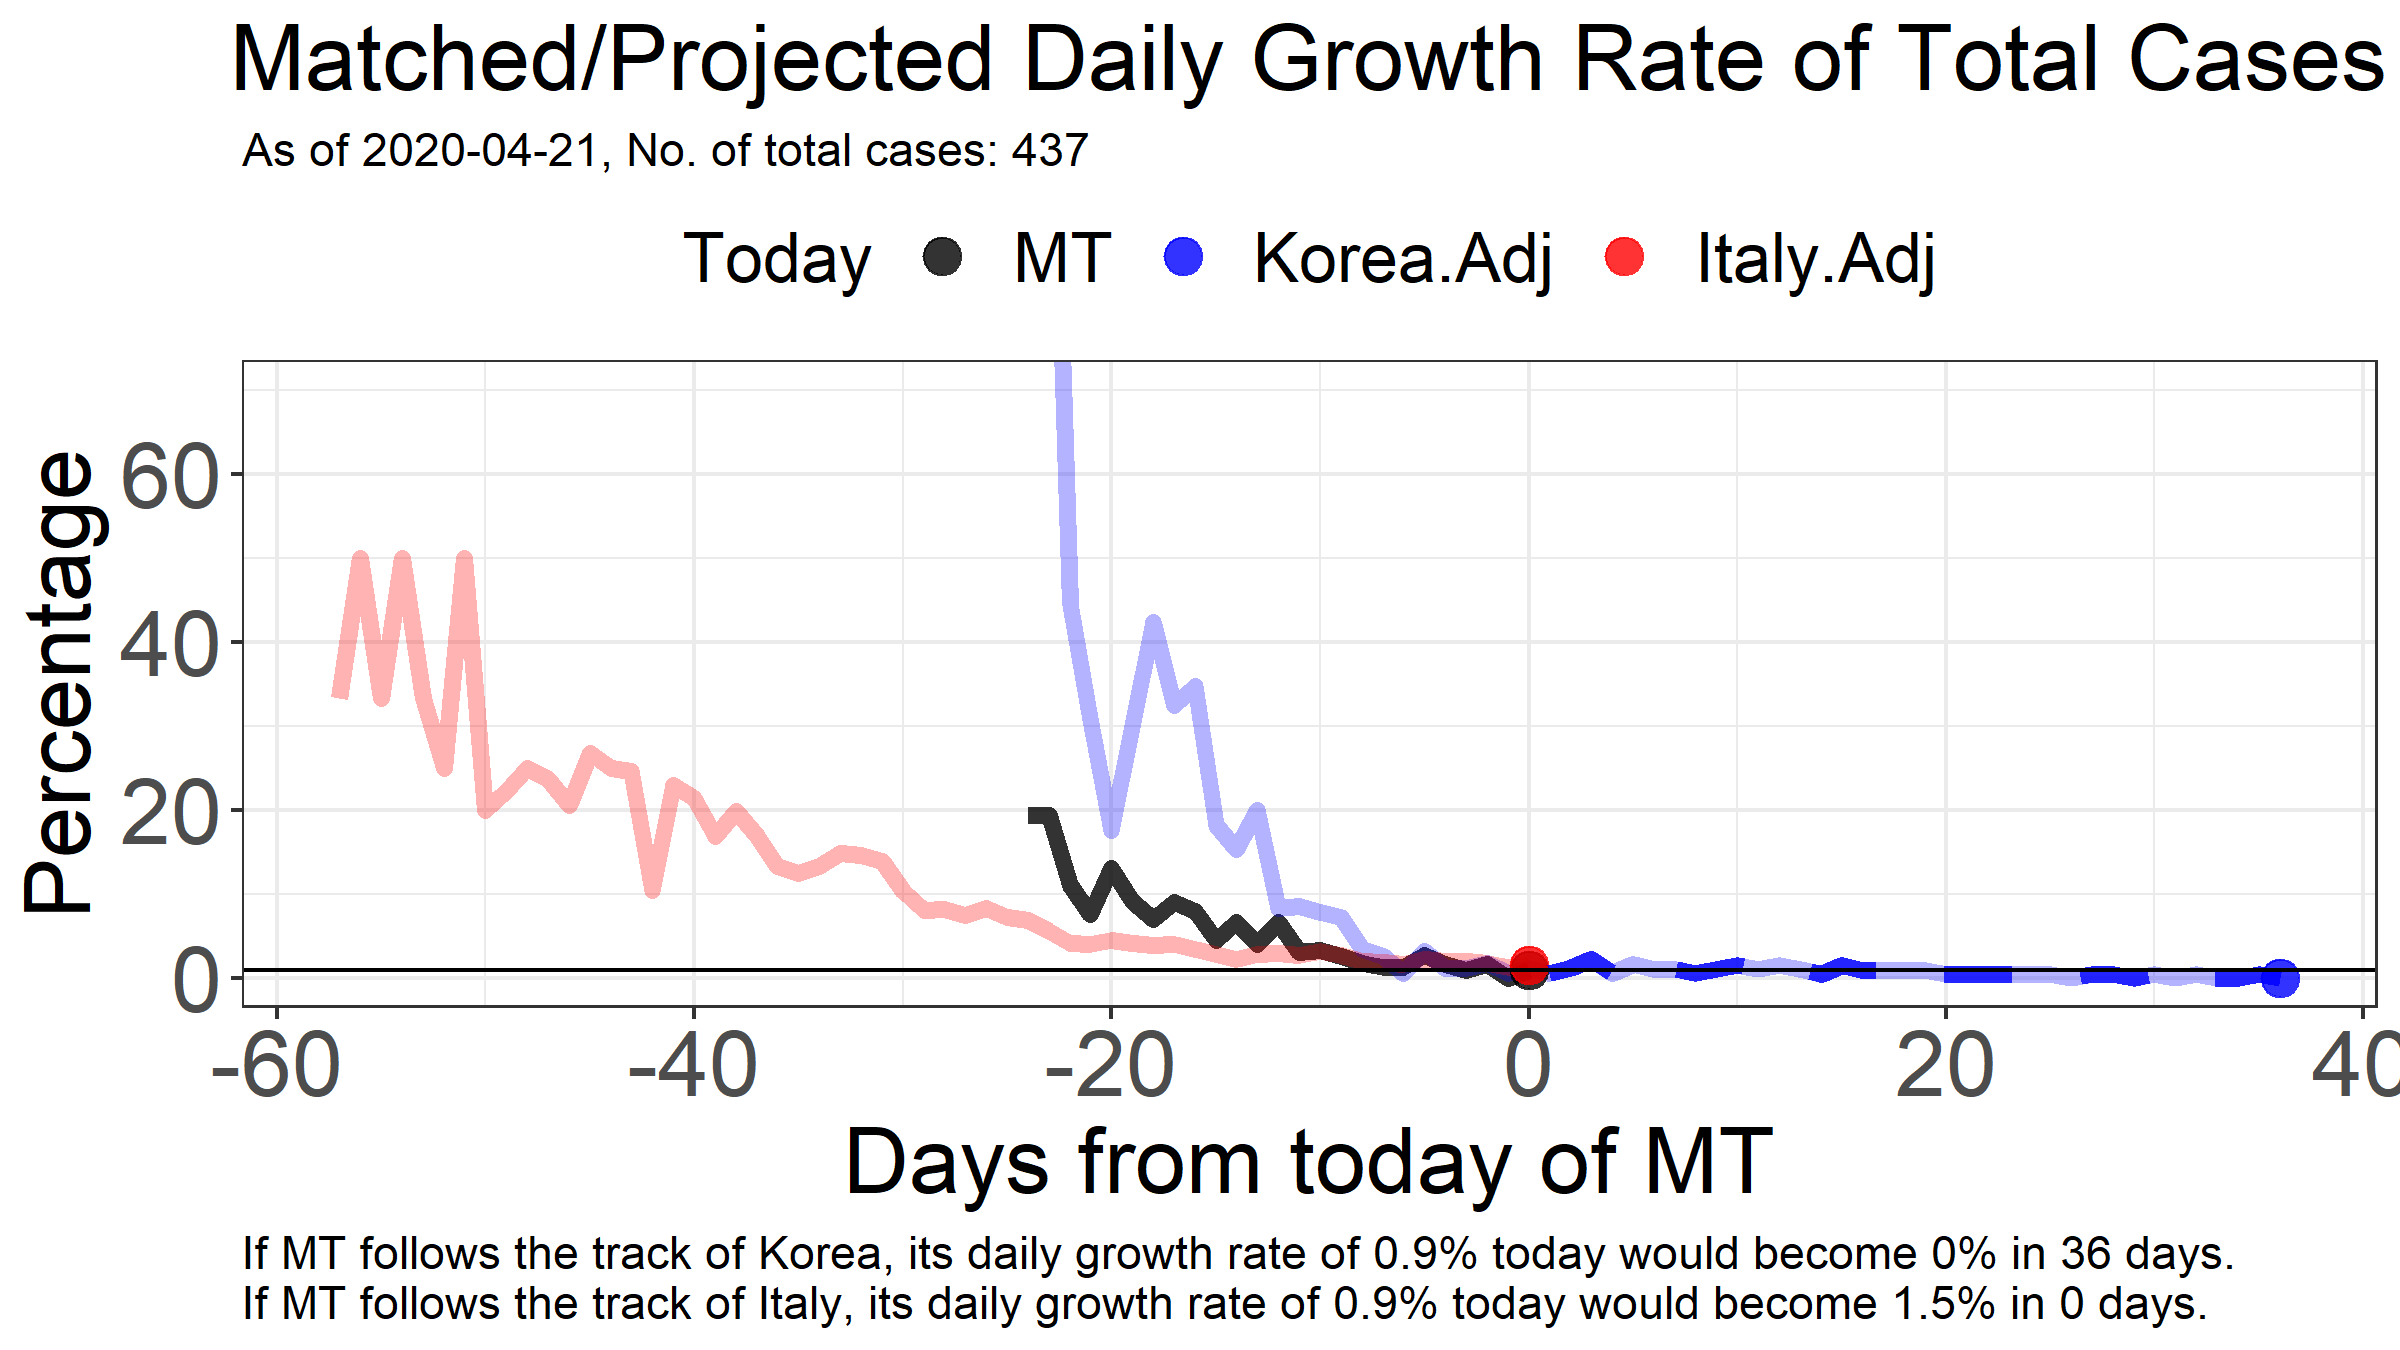 Matched/Projected Daily Growth Rate of Total Cases
As of 2020-04-21, No. of total cases: 437
Today MT Korea.Adj Italy.Adj
Percentage
60
40
20
0
-60 -40 -20 0 20 40
Days from today of MT
If MT follows the track of Korea, its daily growth rate of 0.9% today would become 0% in 36 days.
If MT follows the track of Italy, its daily growth rate of 0.9% today would become 1.5% in 0 days.